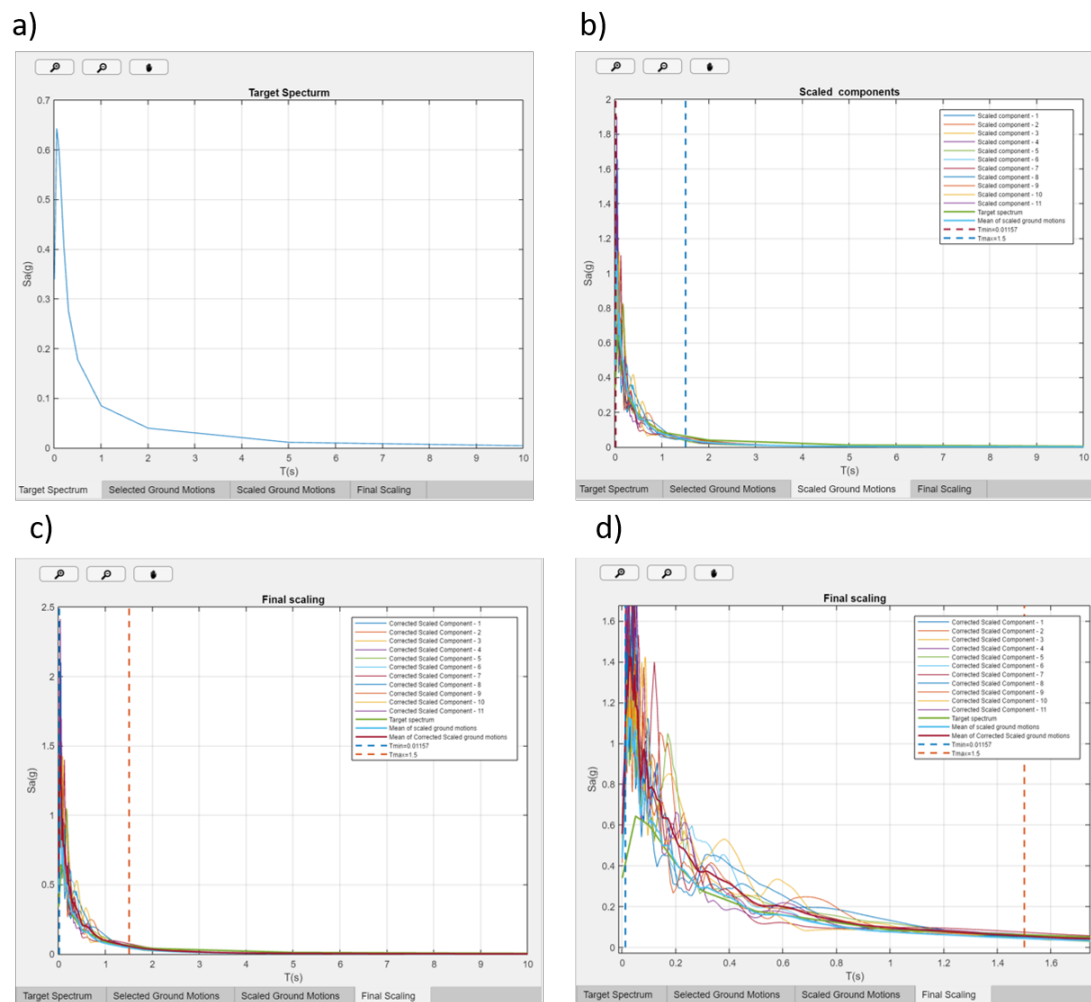 a)
Target Specturm
Sa(g)
0.7
0.6
0.5
0.4
0.3
0.2
0.1
0
0 1 2 3 4 5 6 7 8 9 10
T(s)
Target Spectrum Selected Ground Motions Scaled Ground Motions Final Scaling
b)
Scaled components
Sa(g)
2
1.8
1.6
1.4
1.2
1
0.8
0.6
0.4
0.2
0
0 1 2 3 4 5 6 7 8 9 10
T(s)
Scaled component - 1
Scaled component - 2
Scaled component - 3
Scaled component - 4
Scaled component - 5
Scaled component - 6
Scaled component - 7
Scaled component - 8
Scaled component - 9
Scaled component - 10
Scaled component - 11
Target spectrum
Mean of scaled ground motions
Tmin=0.01157
Tmax=1.5
Target Spectrum Selected Ground Motions Scaled Ground Motions Final Scaling
c)
Final scaling
Sa(g)
2.5
2
1.5
1
0.5
0
0 1 2 3 4 5 6 7 8 9 10
T(s)
Corrected Scaled Component - 1
Corrected Scaled Component - 2
Corrected Scaled Component - 3
Corrected Scaled Component - 4
Corrected Scaled Component - 5
Corrected Scaled Component - 6
Corrected Scaled Component - 7
Corrected Scaled Component - 8
Corrected Scaled Component - 9
Corrected Scaled Component - 10
Corrected Scaled Component - 11
Target spectrum
Mean of scaled ground motions
Mean of Corrected Scaled ground motions
Tmin=0.01157
Tmax=1.5
Target Spectrum Selected Ground Motions Scaled Ground Motions Final Scaling
d)
Final scaling
Sa(g)
1.6
1.4
1.2
1
0.8
0.6
0.4
0.2
0
0 0.2 0.4 0.6 0.8 1 1.2 1.4 1.6
T(s)
Corrected Scaled Component - 1
Corrected Scaled Component - 2
Corrected Scaled Component - 3
Corrected Scaled Component - 4
Corrected Scaled Component - 5
Corrected Scaled Component - 6
Corrected Scaled Component - 7
Corrected Scaled Component - 8
Corrected Scaled Component - 9
Corrected Scaled Component - 10
Corrected Scaled Component - 11
Target spectrum
Mean of scaled ground motions
Mean of Corrected Scaled ground motions
Tmin=0.01157
Tmax=1.5
Target Spectrum Selected Ground Motions Scaled Ground Motions Final Scaling